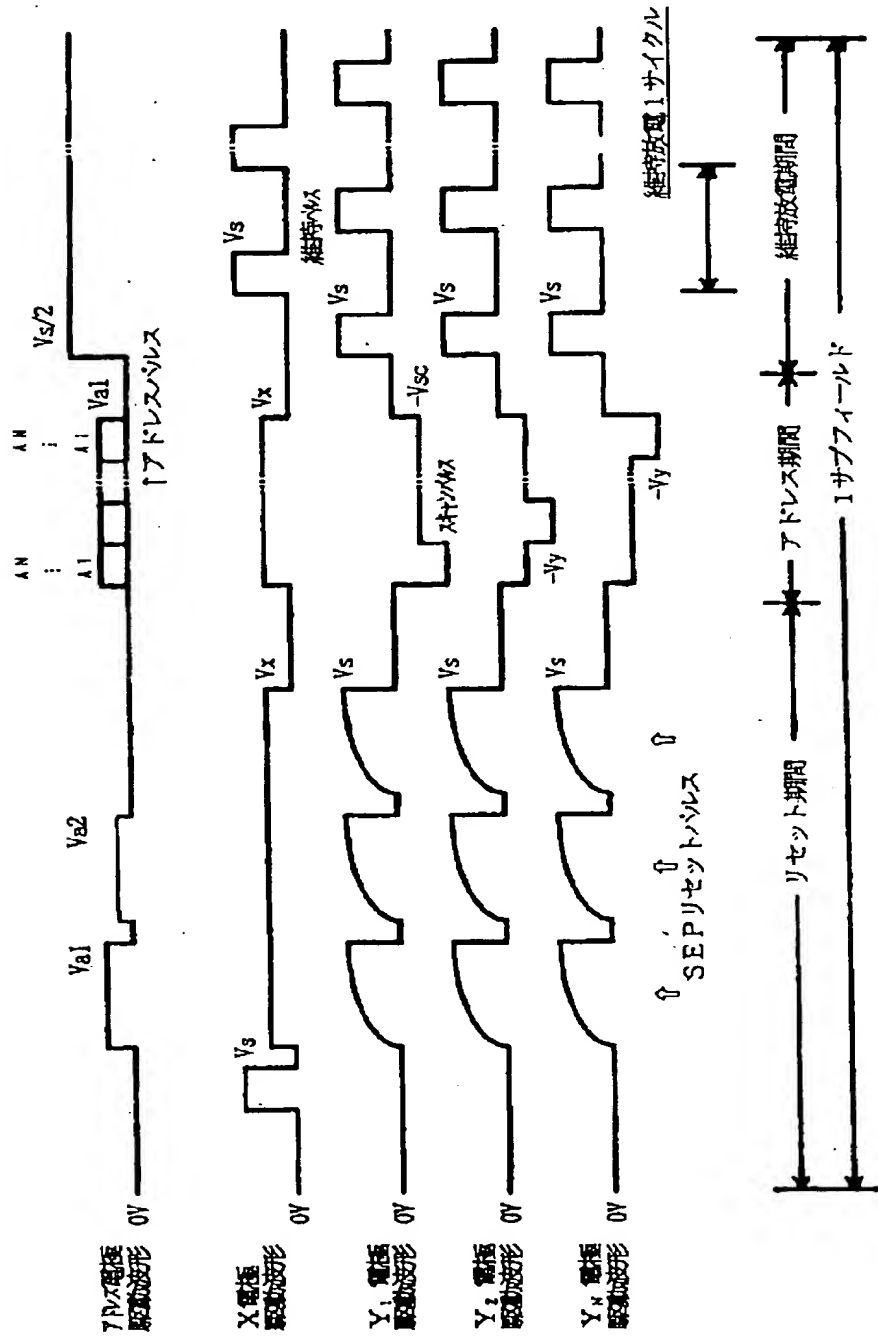 アドレス電極
駆動波形
0V
Va1
Va2
AN
⋮
A1
AN
⋮
A1
Va1
↑アドレスパルス
Vs/2
X電極
駆動波形
0V
Vs
Vx
Vx
Vs
維持パルス
Y₁電極
駆動波形
0V
Vs
スキャンパルス
-Vsc
Vs
Y₂電極
駆動波形
0V
Vs
-Vy
Vs
Yɴ電極
駆動波形
0V
Vs
-Vy
Vs
SEPリセットパルス
維持放電1サイクル
リセット期間
アドレス期間
維持放電期間
1サブフィールド